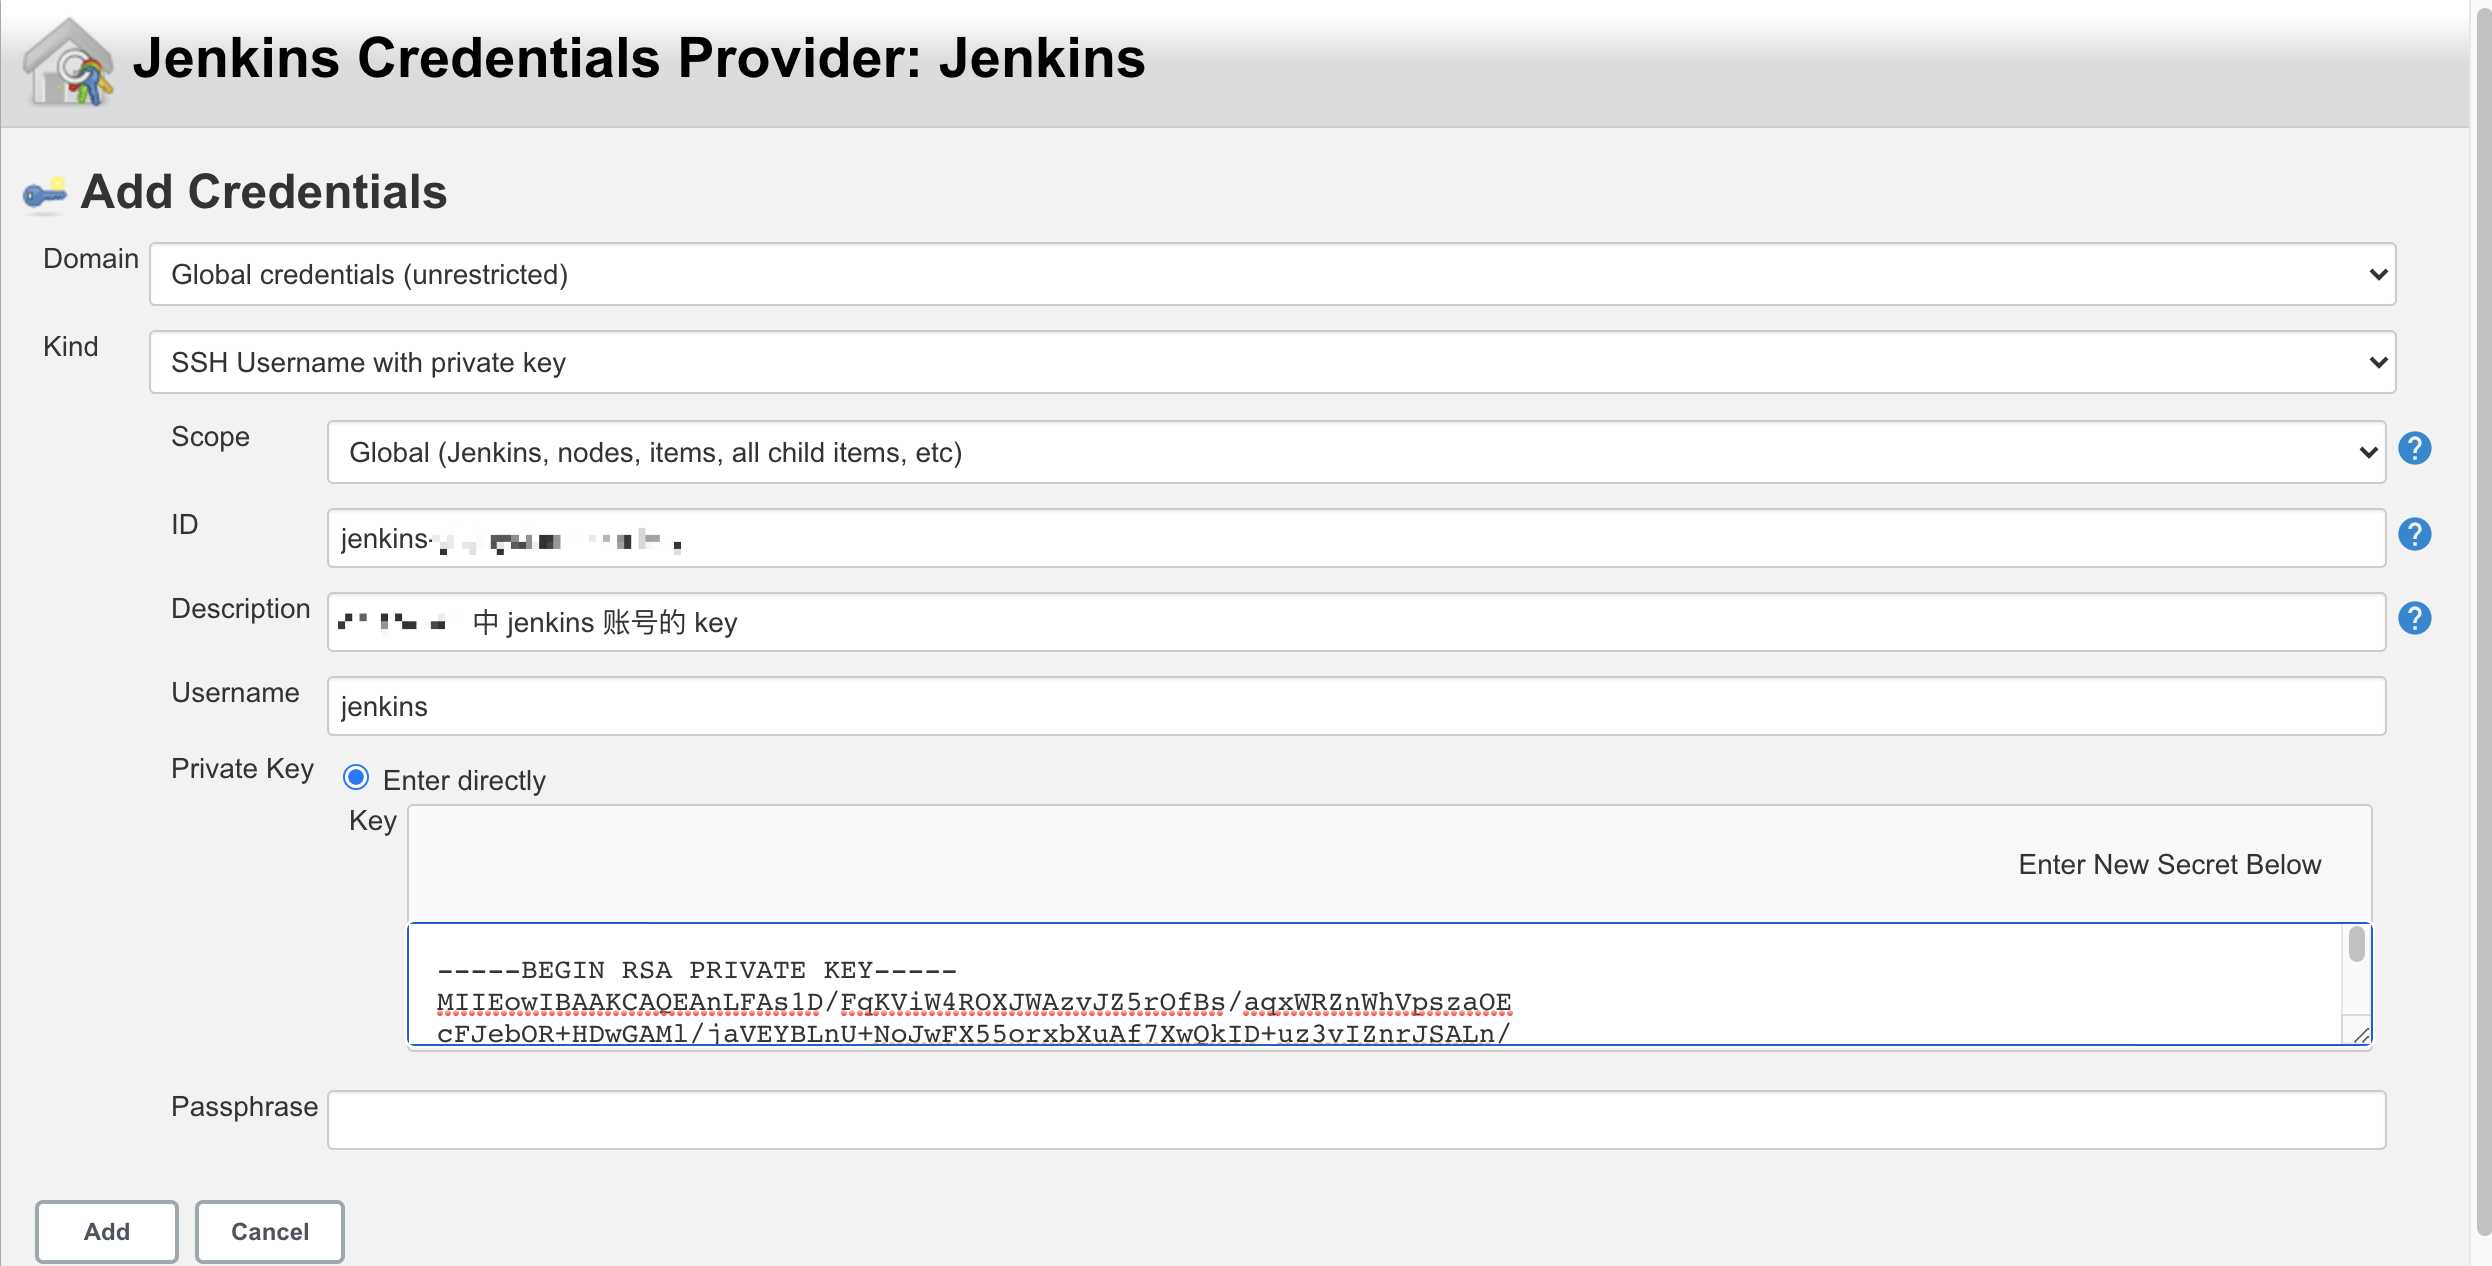 Jenkins Credentials Provider: Jenkins
Add Credentials
Domain
Global credentials (unrestricted)
Kind
SSH Username with private key
Scope
Global (Jenkins, nodes, items, all child items, etc)
ID
jenkins-
Description
中 jenkins 账号的 key
Username
jenkins
Private Key
Enter directly
Key
Enter New Secret Below
-----BEGIN RSA PRIVATE KEY-----
MIIEowIBAAKCAQEAnLFAs1D/FqKViW4ROXJWAzvJZ5rOfBs/aqxWRZnWhVpszaOE
cFJebOR+HDwGAMl/jaVEYBLnU+NoJwFX55orxbXuAf7XwQkID+uz3vIZnrJSALn/
Passphrase
Add
Cancel